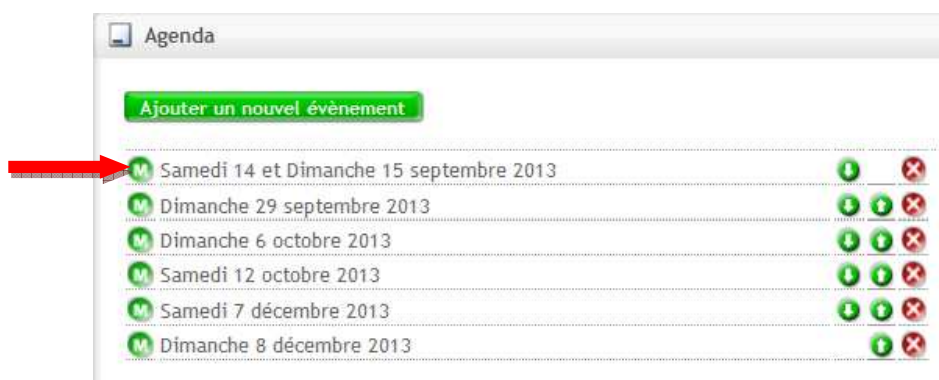 Agenda
Ajouter un nouvel évènement
M Samedi 14 et Dimanche 15 septembre 2013
M Dimanche 29 septembre 2013
M Dimanche 6 octobre 2013
M Samedi 12 octobre 2013
M Samedi 7 décembre 2013
M Dimanche 8 décembre 2013